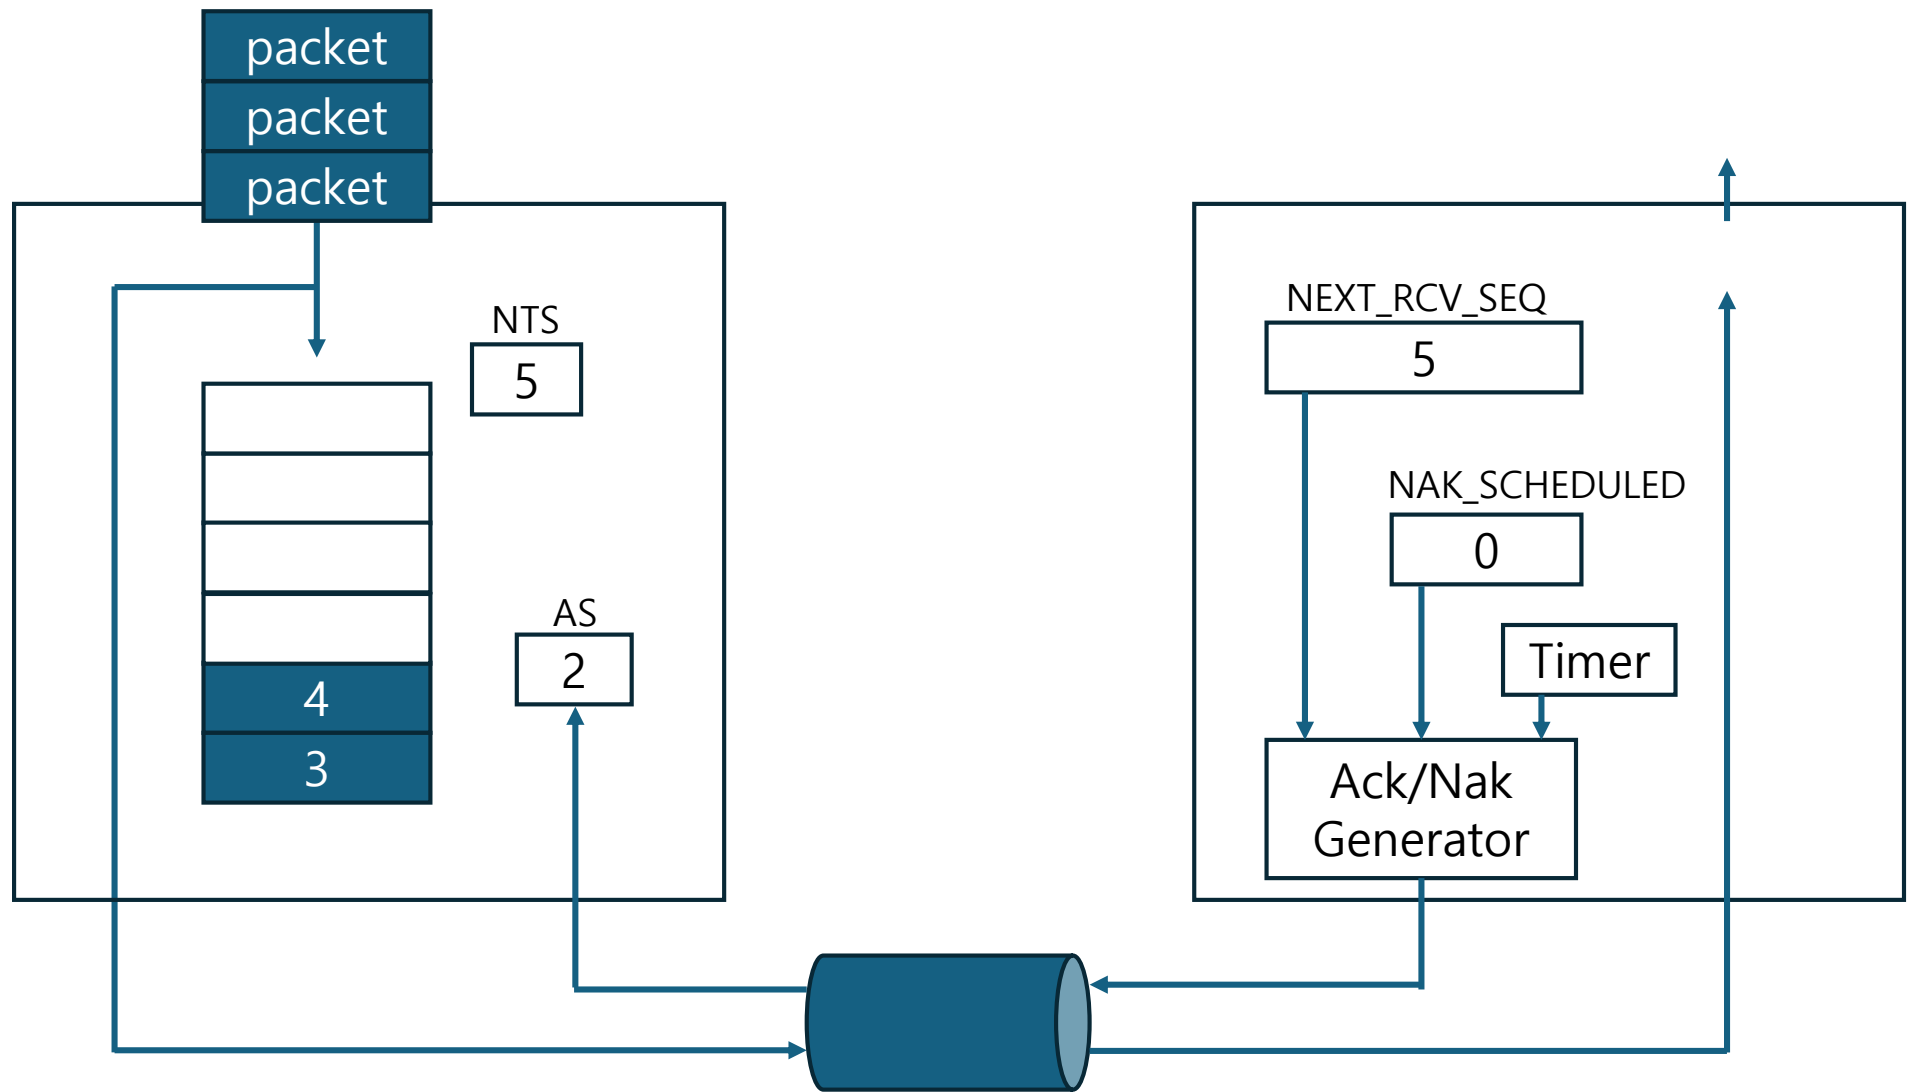 packet
packet
packet
NTS
5
4
3
AS
2
NEXT_RCV_SEQ
5
NAK_SCHEDULED
0
Timer
Ack/Nak
Generator